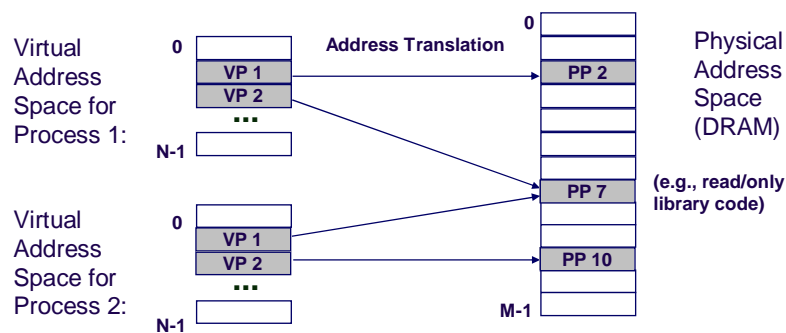 Virtual
Address
Space for
Process 1:
0
VP 1
VP 2
...
N-1
Address Translation
0
PP 2
PP 7
PP 10
M-1
Physical
Address
Space
(DRAM)
(e.g., read/only
library code)
Virtual
Address
Space for
Process 2:
0
VP 1
VP 2
...
N-1